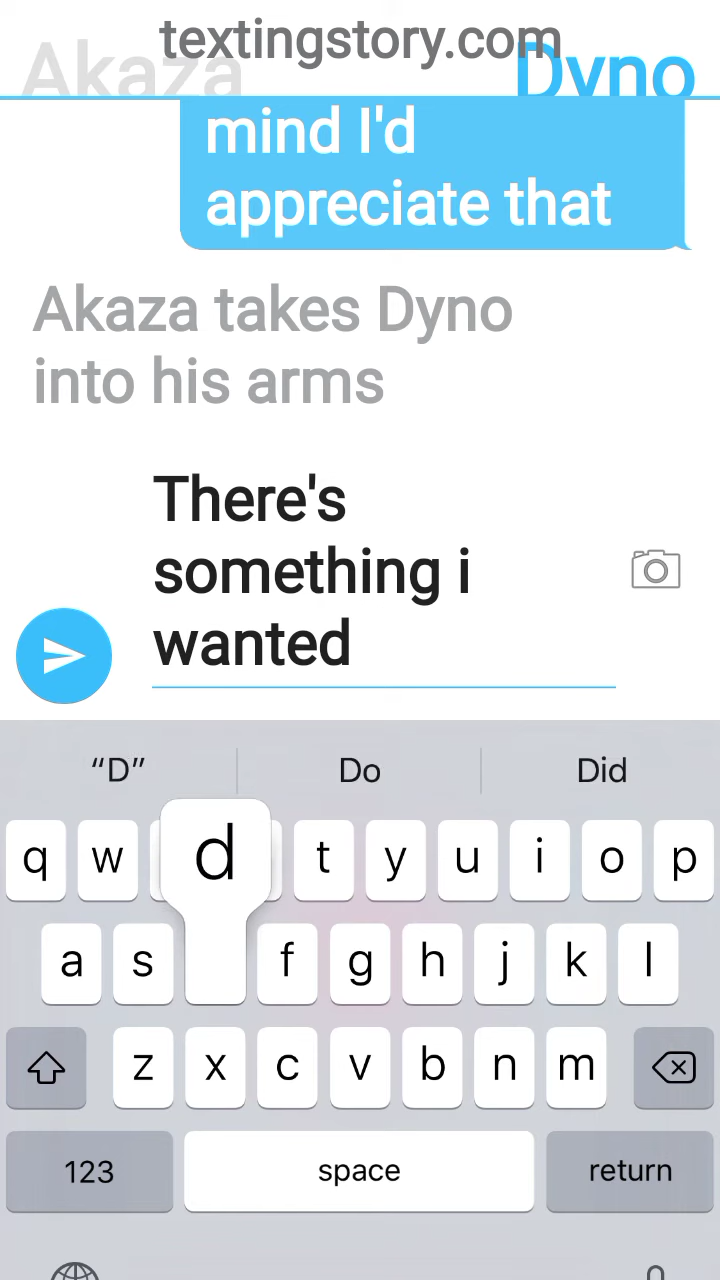 textingstory.com
Akaza Dyno
mind I'd
appreciate that
Akaza takes Dyno
into his arms
There's
something i
wanted
“D” Do Did
q w d t y u i o p
a s f g h j k l
z x c v b n m
123 space return